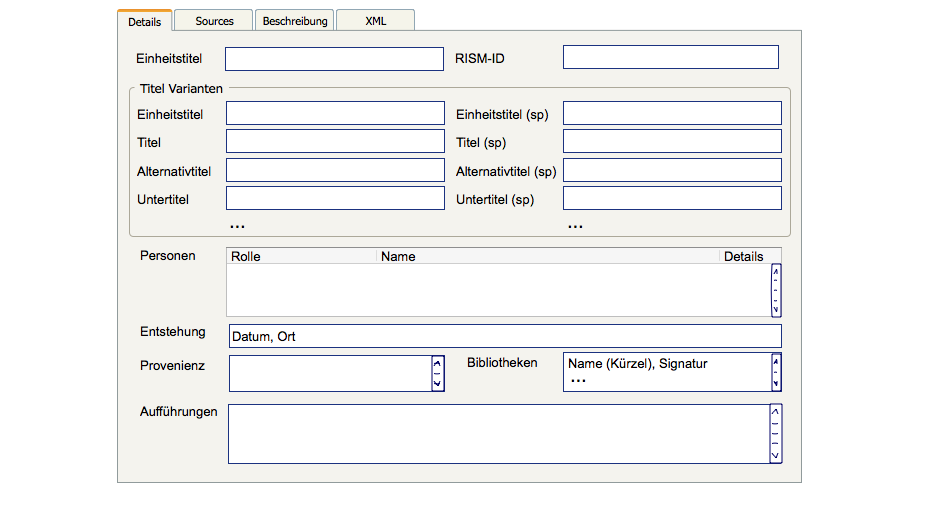 Details Sources Beschreibung XML
Einheitstitel RISM-ID
Titel Varianten
Einheitstitel Einheitstitel (sp)
Titel Titel (sp)
Alternativtitel Alternativtitel (sp)
Untertitel Untertitel (sp)
... ...
Personen Rolle Name Details
Entstehung Datum, Ort
Provenienz Bibliotheken Name (Kürzel), Signatur
...
Aufführungen